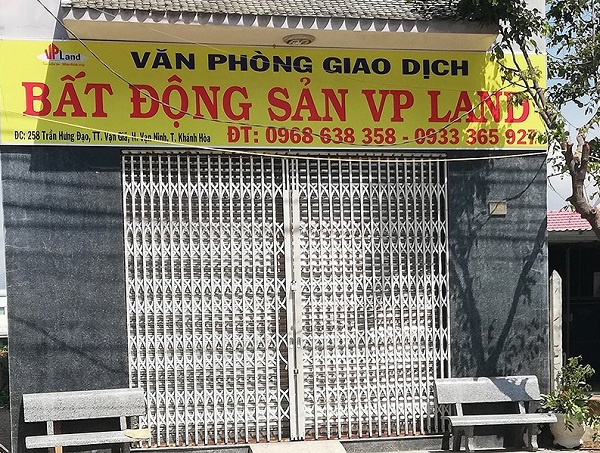 VP Land
VĂN PHÒNG GIAO DỊCH
BẤT ĐỘNG SẢN VP LAND
ĐC: 258 Trần Hưng Đạo, TT. Vạn Giã, H. Vạn Ninh, T. Khánh Hòa
ĐT: 0968 638 358 - 0933 365 927